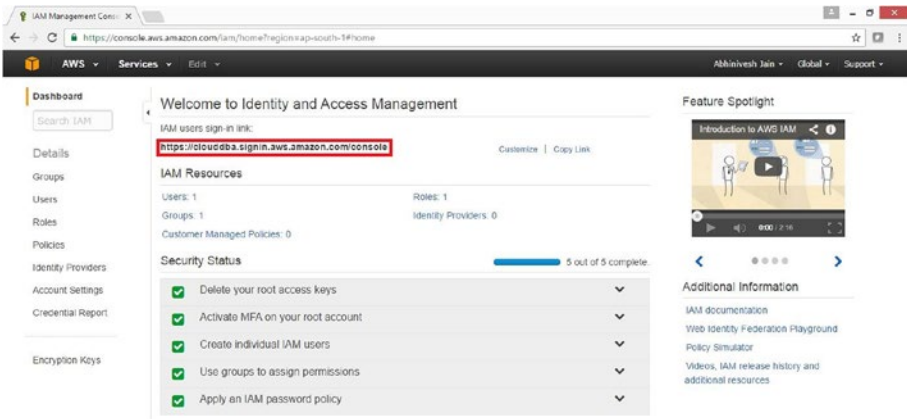 IAM Management Cons
https://console.aws.amazon.com/iam/home?region=ap-south-1#home
AWS Services Edit Abhinivesh Jain Global Support
Dashboard
Search IAM
Details
Groups
Users
Roles
Policies
Identity Providers
Account Settings
Credential Report
Encryption Keys
Welcome to Identity and Access Management
IAM users sign-in link:
https://clouddba.signin.aws.amazon.com/console
Customize | Copy Link
IAM Resources
Users: 1
Roles: 1
Groups: 1
Identity Providers: 0
Customer Managed Policies: 0
Security Status
5 out of 5 complete.
Delete your root access keys
Activate MFA on your root account
Create individual IAM users
Use groups to assign permissions
Apply an IAM password policy
Feature Spotlight
Introduction to AWS IAM
0:00 / 2:16
Additional Information
IAM documentation
Web Identity Federation Playground
Policy Simulator
Videos, IAM release history and
additional resources